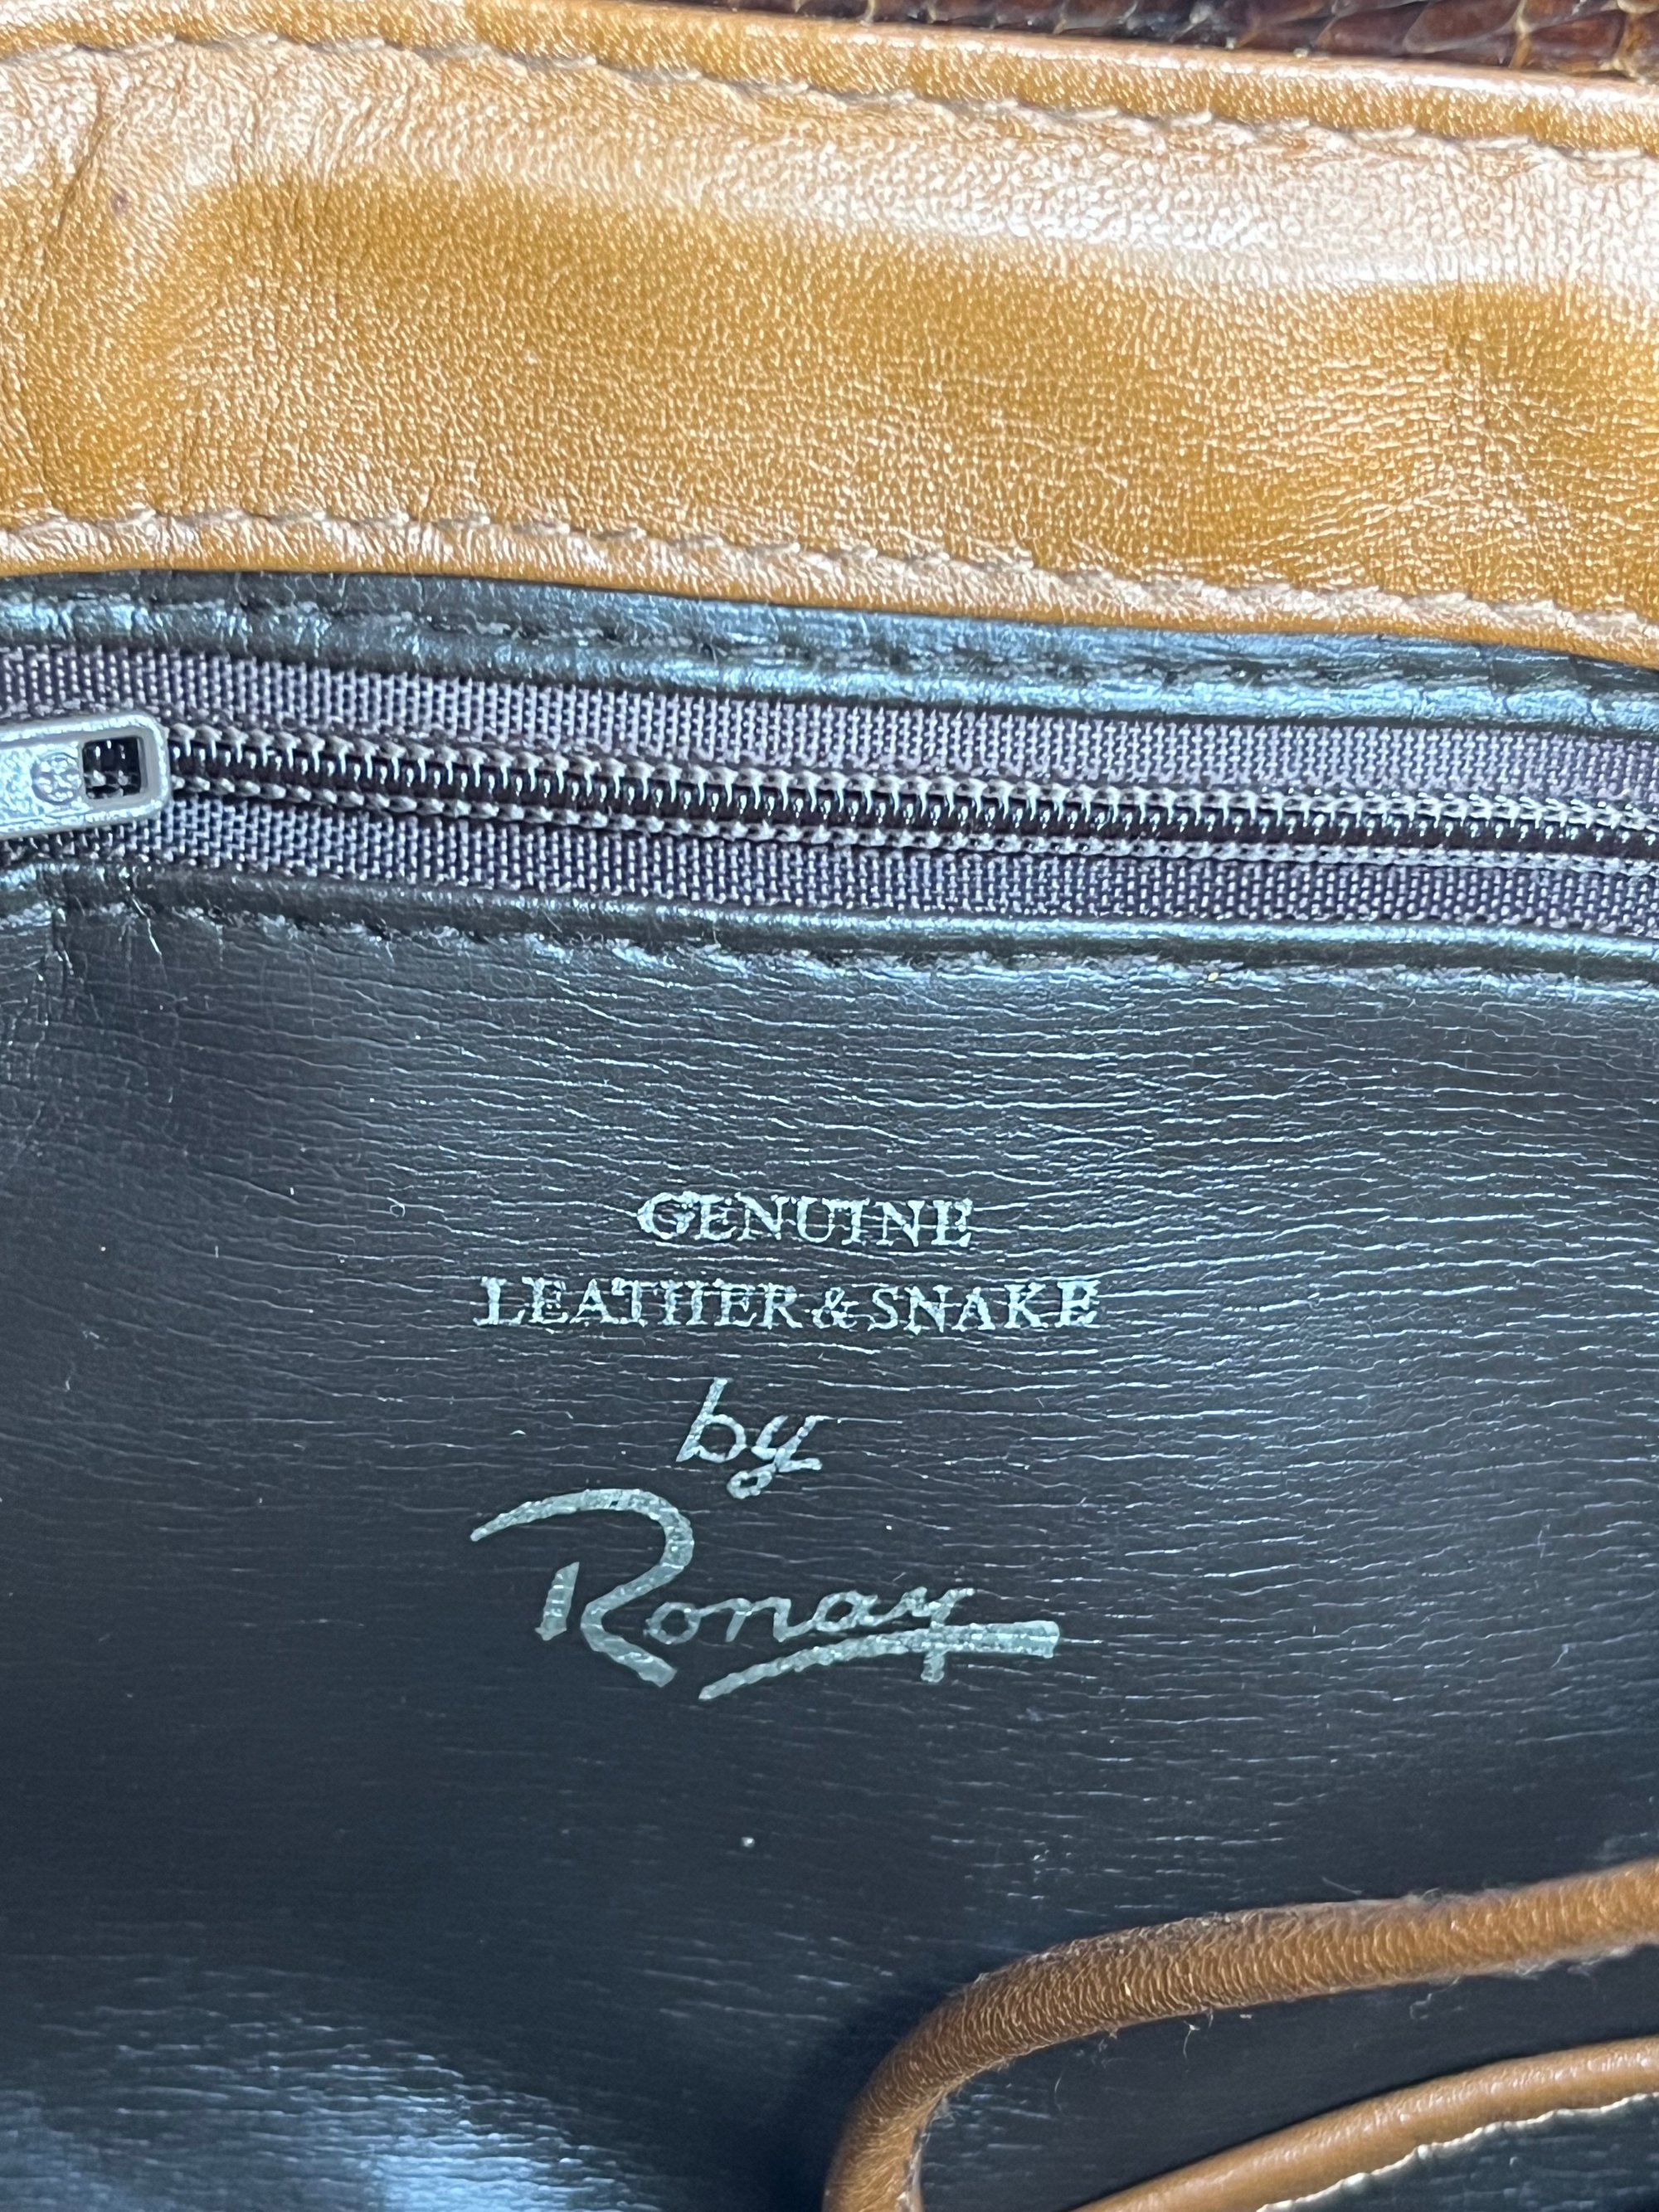 GENUINE
LEATHER & SNAKE
by
Ronay